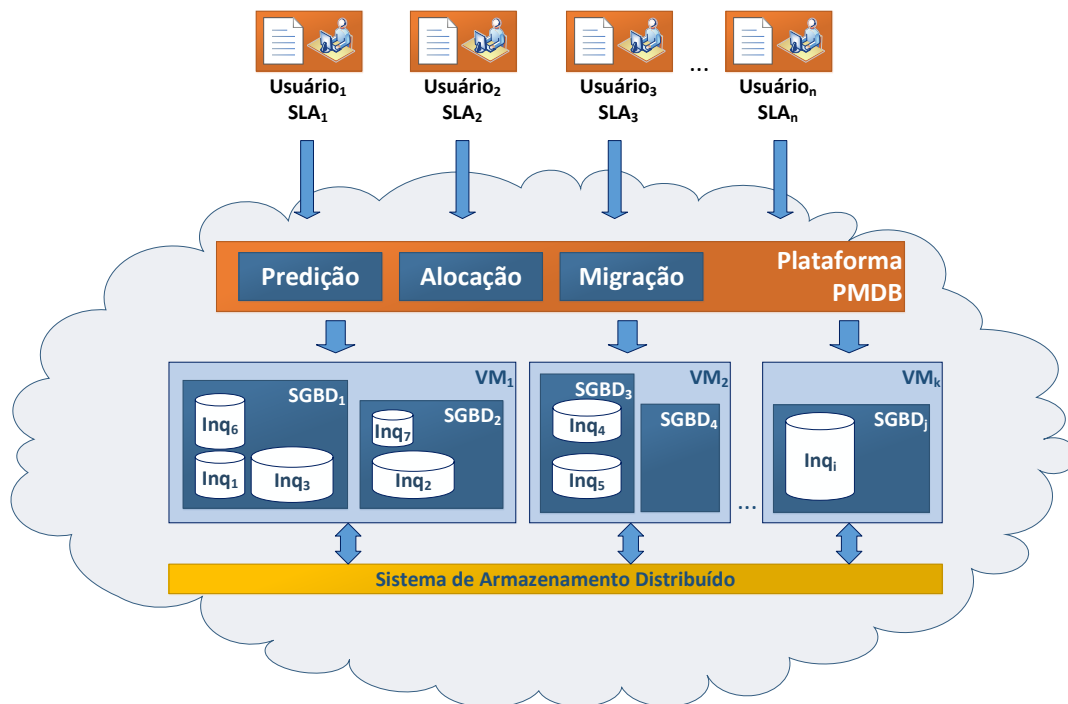 Usuário₁
SLA₁
Usuário₂
SLA₂
Usuário₃
SLA₃
...
Usuárioₙ
SLAₙ
Predição
Alocação
Migração
Plataforma
PMDB
VM₁
SGBD₁
Inq₆
Inq₁
Inq₃
SGBD₂
Inq₇
Inq₂
VM₂
SGBD₃
Inq₄
Inq₅
SGBD₄
...
VMₖ
SGBDⱼ
Inqᵢ
Sistema de Armazenamento Distribuído